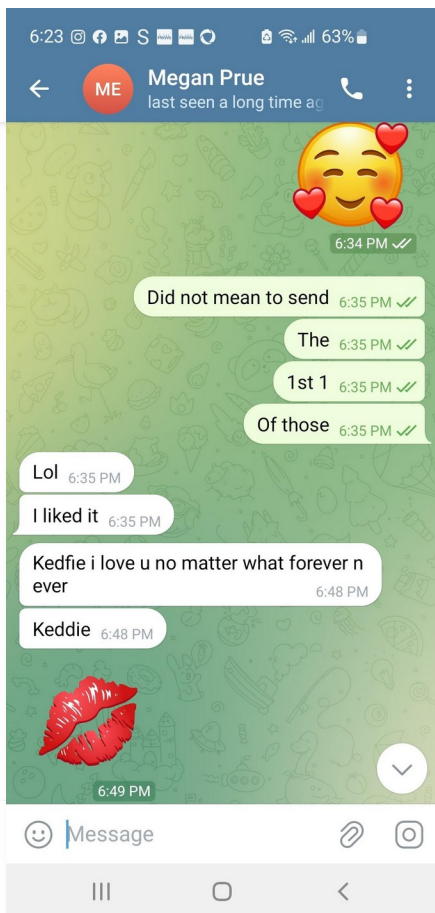 6:23 S 63%
ME
Megan Prue
last seen a long time ag
6:34 PM
Did not mean to send 6:35 PM
The 6:35 PM
1st 1 6:35 PM
Of those 6:35 PM
Lol 6:35 PM
I liked it 6:35 PM
Kedfie i love u no matter what forever n
ever 6:48 PM
Keddie 6:48 PM
6:49 PM
Message